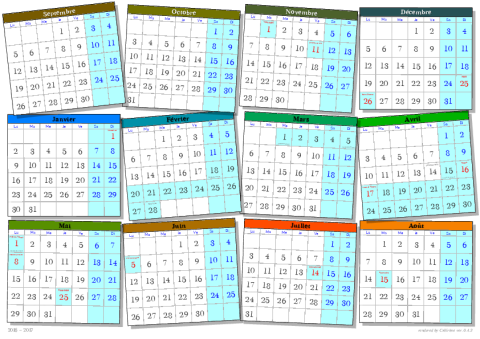 Septembre
Lu Ma Me Je Ve Sa Di
1 2 3 4
5 6 7 8 9 10 11
12 13 14 15 16 17 18
19 20 21 22 23 24 25
26 27 28 29 30
Octobre
Lu Ma Me Je Ve Sa Di
1 2
3 4 5 6 7 8 9
10 11 12 13 14 15 16
17 18 19 20 21 22 23
24 25 26 27 28 29 30
31
Novembre
Lu Ma Me Je Ve Sa Di
1 2 3 4 5 6
7 8 9 10 11 12 13
14 15 16 17 18 19 20
21 22 23 24 25 26 27
28 29 30
Décembre
Lu Ma Me Je Ve Sa Di
1 2 3 4
5 6 7 8 9 10 11
12 13 14 15 16 17 18
19 20 21 22 23 24 25
26 27 28 29 30 31
Janvier
Lu Ma Me Je Ve Sa Di
1
2 3 4 5 6 7 8
9 10 11 12 13 14 15
16 17 18 19 20 21 22
23 24 25 26 27 28 29
30 31
Février
Lu Ma Me Je Ve Sa Di
1 2 3 4 5
6 7 8 9 10 11 12
13 14 15 16 17 18 19
20 21 22 23 24 25 26
27 28
Mars
Lu Ma Me Je Ve Sa Di
1 2 3 4 5
6 7 8 9 10 11 12
13 14 15 16 17 18 19
20 21 22 23 24 25 26
27 28 29 30 31
Avril
Lu Ma Me Je Ve Sa Di
1 2
3 4 5 6 7 8 9
10 11 12 13 14 15 16
17 18 19 20 21 22 23
24 25 26 27 28 29 30
Mai
Lu Ma Me Je Ve Sa Di
1 2 3 4 5 6 7
8 9 10 11 12 13 14
15 16 17 18 19 20 21
22 23 24 25 26 27 28
29 30 31
Juin
Lu Ma Me Je Ve Sa Di
1 2 3 4
5 6 7 8 9 10 11
12 13 14 15 16 17 18
19 20 21 22 23 24 25
26 27 28 29 30
Juillet
Lu Ma Me Je Ve Sa Di
1 2
3 4 5 6 7 8 9
10 11 12 13 14 15 16
17 18 19 20 21 22 23
24 25 26 27 28 29 30
31
Août
Lu Ma Me Je Ve Sa Di
1 2 3 4 5 6
7 8 9 10 11 12 13
14 15 16 17 18 19 20
21 22 23 24 25 26 27
28 29 30 31
2016 - 2017